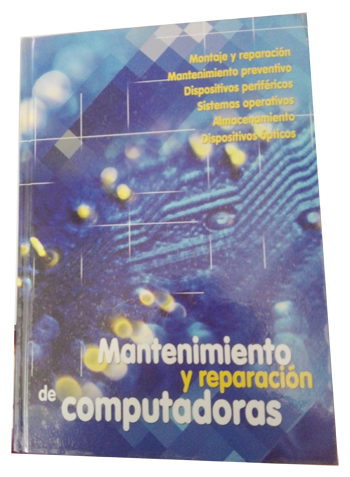 Montaje y reparación
Mantenimiento preventivo
Dispositivos periféricos
Sistemas operativos
Almacenamiento
Dispositivos ópticos
Mantenimiento
y reparación
de computadoras